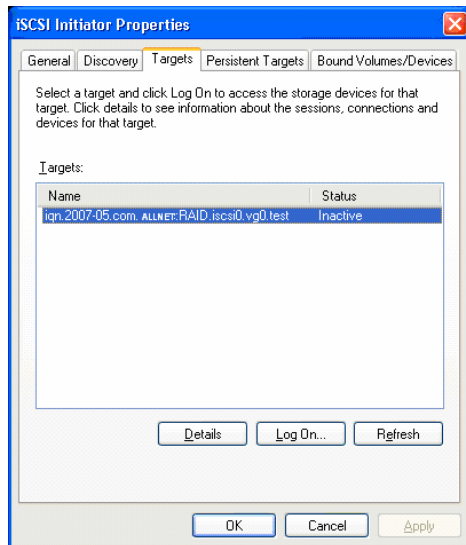 iSCSI Initiator Properties
General Discovery Targets Persistent Targets Bound Volumes/Devices
Select a target and click Log On to access the storage devices for that
target. Click details to see information about the sessions, connections and
devices for that target.
Targets:
Name Status
iqn.2007-05.com. ALLNET:RAID.iscsi0.vg0.test Inactive
Details Log On... Refresh
OK Cancel Apply